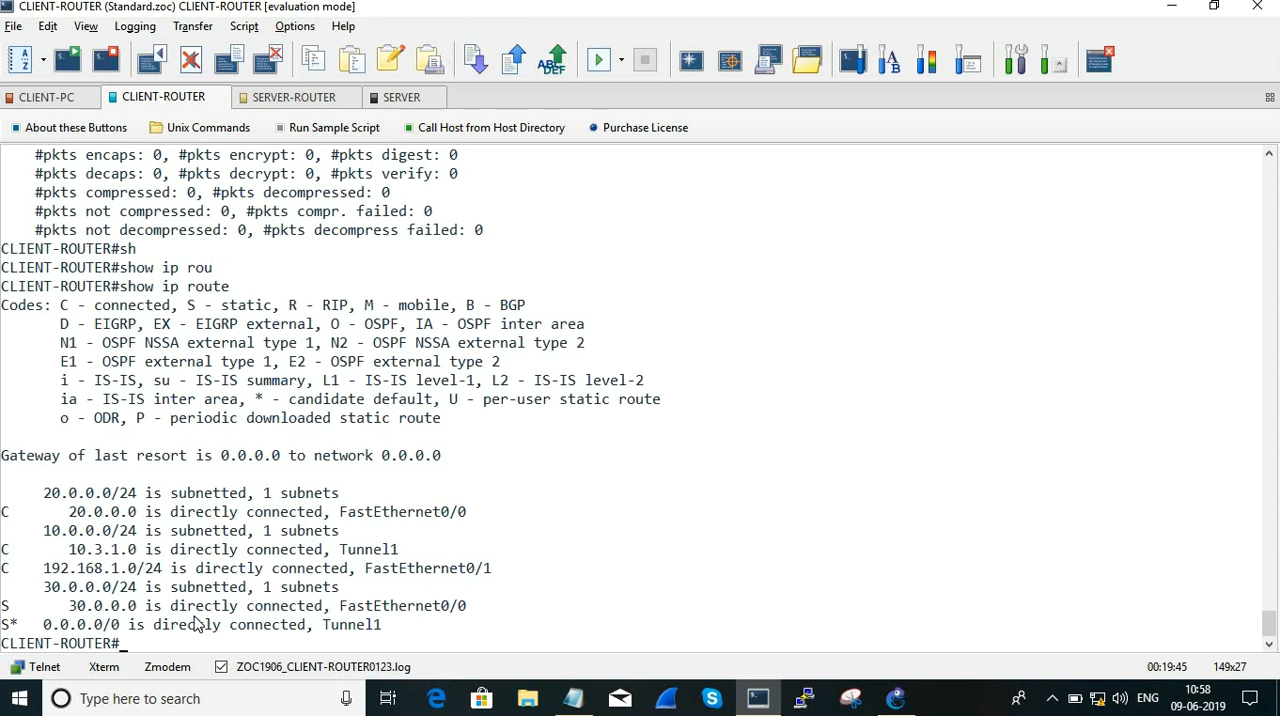 CLIENT-ROUTER (Standard.zoc) CLIENT-ROUTER [evaluation mode]
File Edit View Logging Transfer Script Options Help
CLIENT-PC CLIENT-ROUTER SERVER-ROUTER SERVER
About these Buttons Unix Commands Run Sample Script Call Host from Host Directory Purchase License
#pkts encaps: 0, #pkts encrypt: 0, #pkts digest: 0
#pkts decaps: 0, #pkts decrypt: 0, #pkts verify: 0
#pkts compressed: 0, #pkts decompressed: 0
#pkts not compressed: 0, #pkts compr. failed: 0
#pkts not decompressed: 0, #pkts decompress failed: 0
CLIENT-ROUTER#sh
CLIENT-ROUTER#show ip rou
CLIENT-ROUTER#show ip route
Codes: C - connected, S - static, R - RIP, M - mobile, B - BGP
D - EIGRP, EX - EIGRP external, O - OSPF, IA - OSPF inter area
N1 - OSPF NSSA external type 1, N2 - OSPF NSSA external type 2
E1 - OSPF external type 1, E2 - OSPF external type 2
i - IS-IS, su - IS-IS summary, L1 - IS-IS level-1, L2 - IS-IS level-2
ia - IS-IS inter area, * - candidate default, U - per-user static route
o - ODR, P - periodic downloaded static route
Gateway of last resort is 0.0.0.0 to network 0.0.0.0
20.0.0.0/24 is subnetted, 1 subnets
C 20.0.0.0 is directly connected, FastEthernet0/0
10.0.0.0/24 is subnetted, 1 subnets
C 10.3.1.0 is directly connected, Tunnel1
C 192.168.1.0/24 is directly connected, FastEthernet0/1
30.0.0.0/24 is subnetted, 1 subnets
S 30.0.0.0 is directly connected, FastEthernet0/0
S* 0.0.0.0/0 is directly connected, Tunnel1
CLIENT-ROUTER#
Telnet Xterm Zmodem ZOC1906_CLIENT-ROUTER0123.log 00:19:45 149x27
Type here to search ENG 10:58
09-06-2019